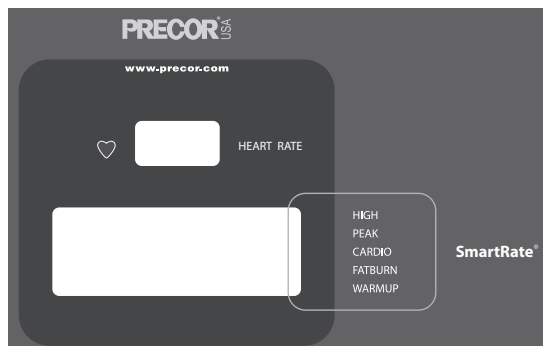 PRECOR® USA
www.precor.com
HEART RATE
HIGH
PEAK
CARDIO
FATBURN
WARMUP
SmartRate®